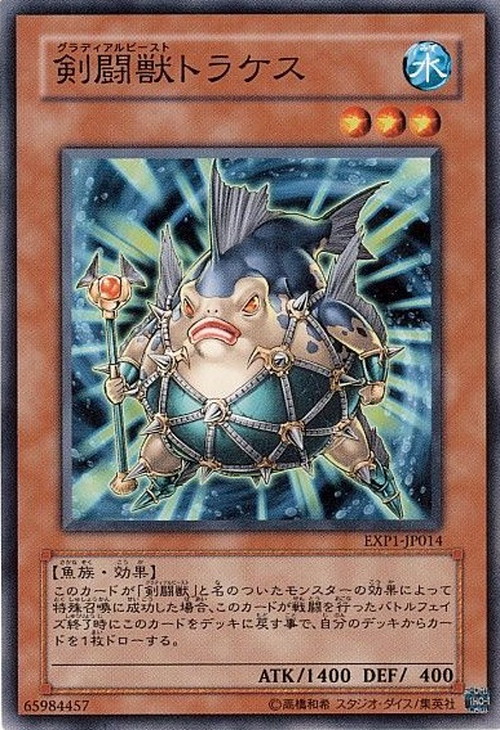 グラディアルビースト
剣闘獣トラケス
水
EXP1-JP014
【魚族・効果】
このカードが「剣闘獣」と名のついたモンスターの効果によって
特殊召喚に成功した場合、このカードが戦闘を行ったバトルフェイ
ズ終了時にこのカードをデッキに戻す事で、自分のデッキからカー
ドを1枚ドローする。
ATK/1400 DEF/ 400
65984457
©高橋和希 スタジオ・ダイス/集英社